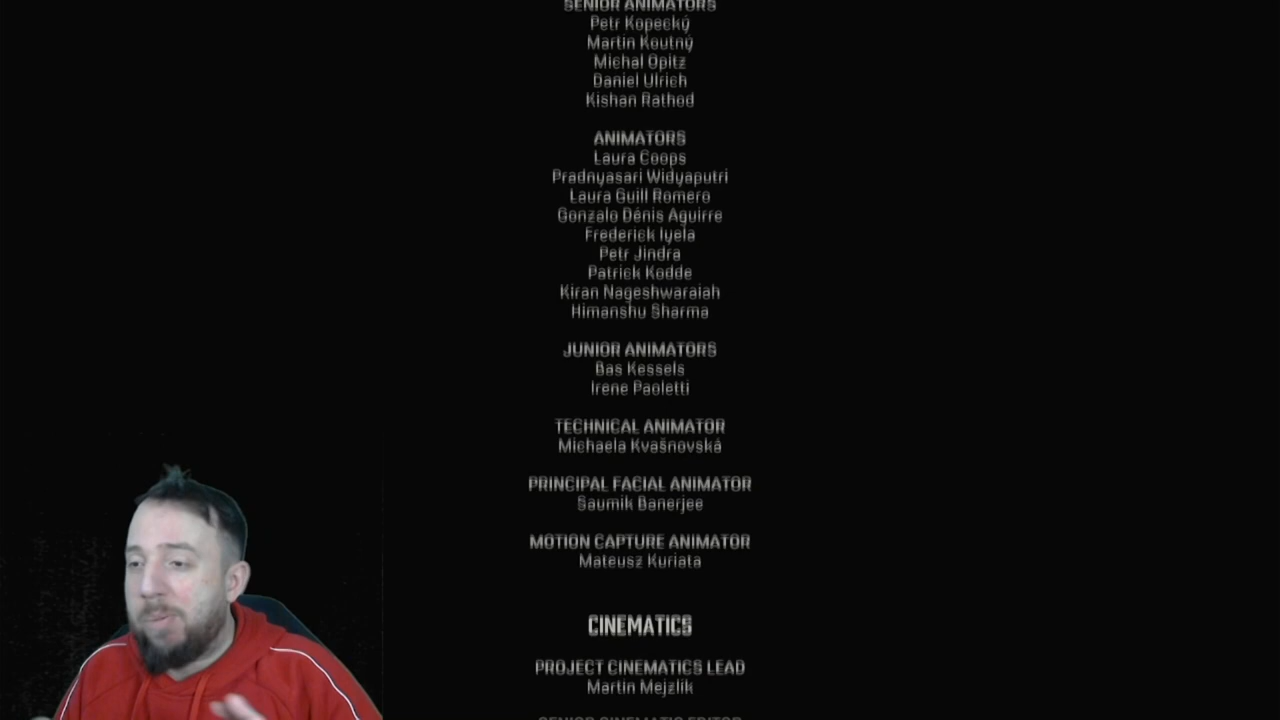 SENIOR ANIMATORS
Petr Kopecký
Martin Koutný
Michal Opitz
Daniel Ulrich
Kishan Rathod
ANIMATORS
Laura Coops
Pradnyasari Widyaputri
Laura Guill Romero
Gonzalo Dénis Aguirre
Frederick Iyela
Petr Jindra
Patrick Kodde
Kiran Nageshwaraiah
Himanshu Sharma
JUNIOR ANIMATORS
Bas Kessels
Irene Paoletti
TECHNICAL ANIMATOR
Michaela Kvašnovská
PRINCIPAL FACIAL ANIMATOR
Saumik Banerjee
MOTION CAPTURE ANIMATOR
Mateusz Kuriata
CINEMATICS
PROJECT CINEMATICS LEAD
Martin Mejzlík
SENIOR CINEMATIC EDITOR